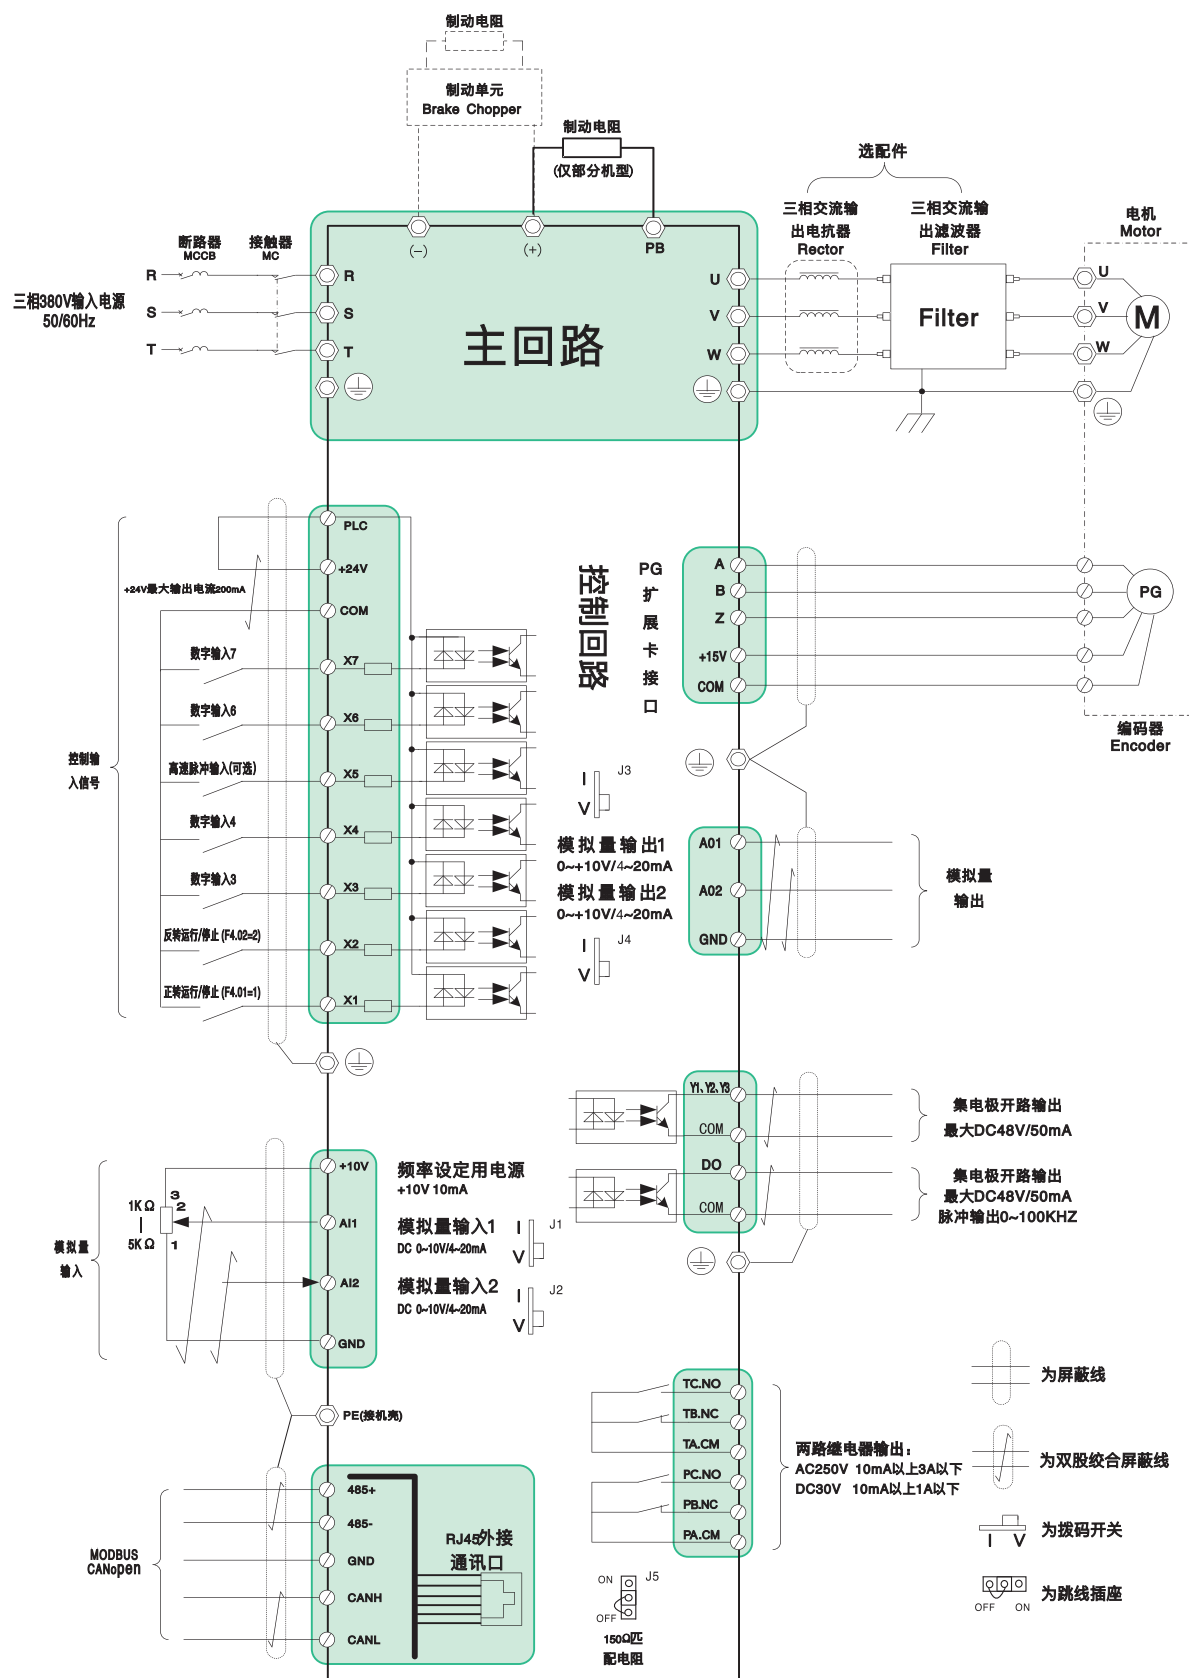 制动电阻
制动单元
Brake Chopper
制动电阻
(仅部分机型)
选配件
三相交流输
出电抗器
Rector
三相交流输
出滤波器
Filter
电机
Motor
断路器
MCCB
接触器
MC
三相380V输入电源
50/60Hz
R
S
T
R
S
T
(-)
(+)
PB
主回路
U
V
W
Filter
U
V
W
M
控制输
入信号
+24V最大输出电流200mA
数字输入7
数字输入6
高速脉冲输入(可选)
数字输入4
数字输入3
反转运行/停止 (F4.02=2)
正转运行/停止 (F4.01=1)
PLC
+24V
COM
X7
X6
X5
X4
X3
X2
X1
控制回路
PG
扩
展
卡
接
口
A
B
Z
+15V
COM
PG
编码器
Encoder
J3
I
V
模拟量输出1
0~+10V/4~20mA
模拟量输出2
0~+10V/4~20mA
J4
I
V
A01
A02
GND
模拟量
输出
Y1、Y2、Y3
COM
DO
COM
集电极开路输出
最大DC48V/50mA
集电极开路输出
最大DC48V/50mA
脉冲输出0~100KHZ
模拟量
输入
1KΩ
5KΩ
3
2
1
+10V
AI1
AI2
GND
频率设定用电源
+10V 10mA
模拟量输入1
DC 0~10V/4~20mA
J1
I
V
模拟量输入2
DC 0~10V/4~20mA
J2
I
V
PE(接机壳)
MODBUS
CANopen
485+
485-
GND
CANH
CANL
RJ45外接
通讯口
TC.NO
TB.NC
TA.CM
PC.NO
PB.NC
PA.CM
两路继电器输出：
AC250V 10mA以上3A以下
DC30V 10mA以上1A以下
ON
J5
OFF
150Ω匹
配电阻
为屏蔽线
为双股绞合屏蔽线
I V
为拨码开关
OFF ON
为跳线插座